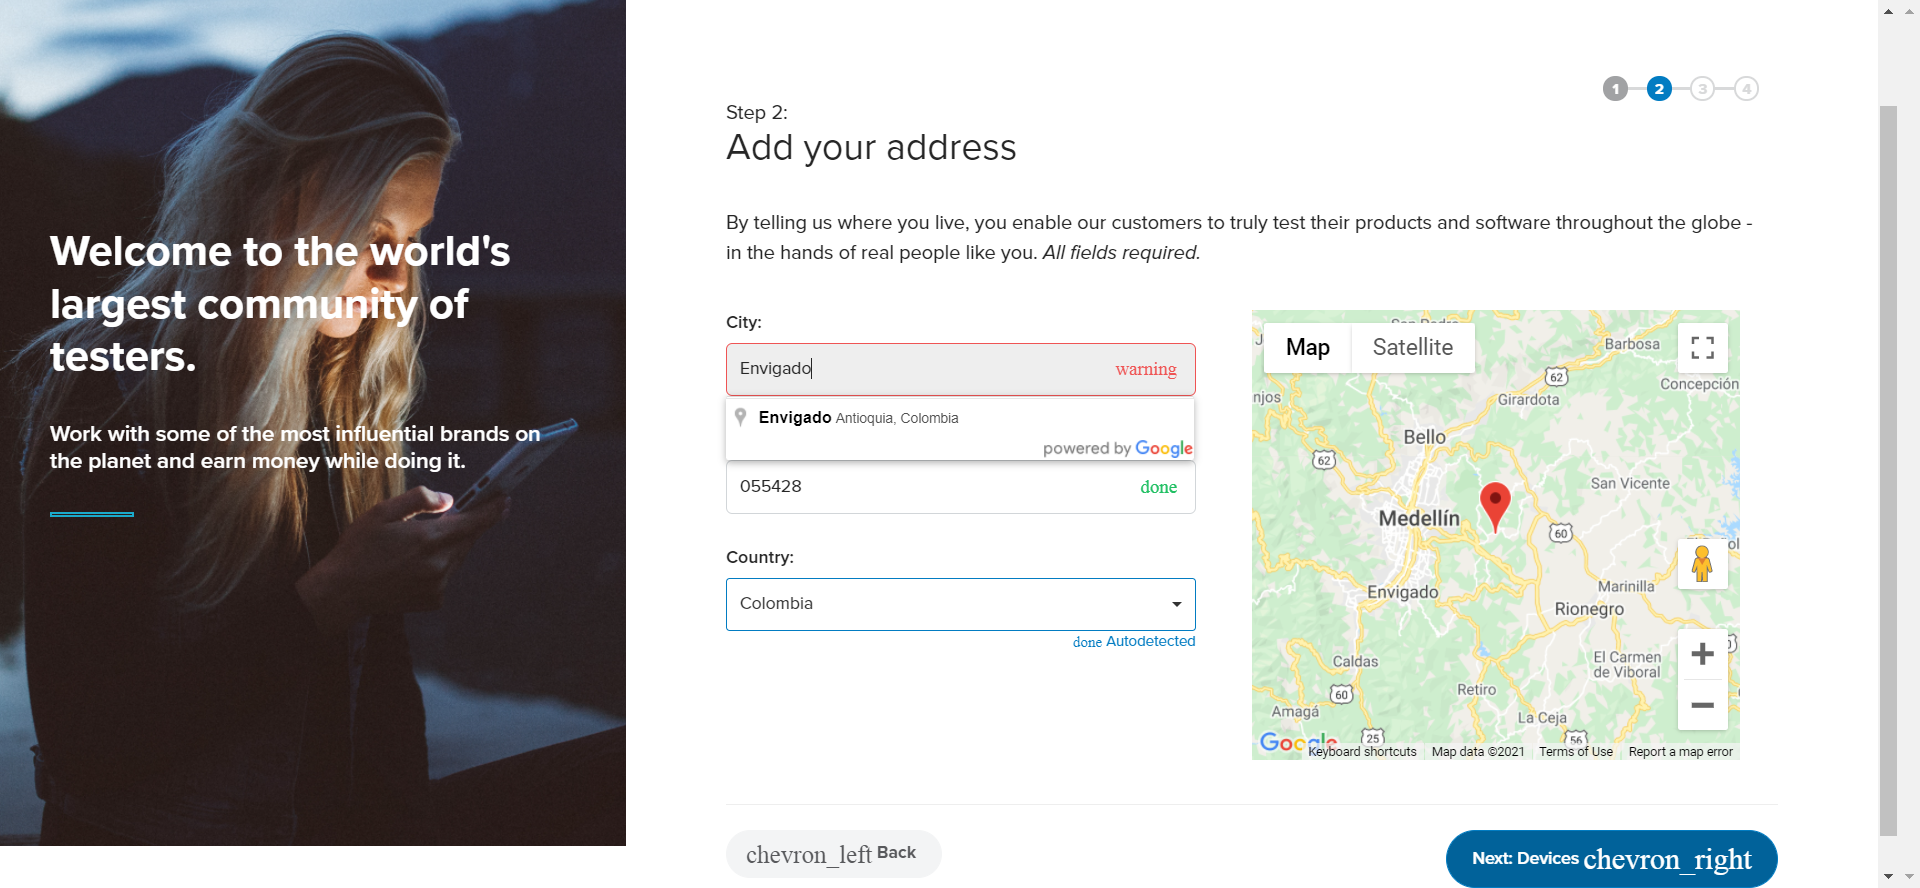 Welcome to the world's
largest community of
testers.
Work with some of the most influential brands on
the planet and earn money while doing it.
1 2 3 4
Step 2:
Add your address
By telling us where you live, you enable our customers to truly test their products and software throughout the globe -
in the hands of real people like you. All fields required.
City:
Envigado warning
Envigado Antioquia, Colombia
powered by Google
055428 done
Country:
Colombia
done Autodetected
Map Satellite
Barbosa
Concepción
njos
62
Girardota
Bello
62
San Vicente
Medellín
60
Envigado
Marinilla
Rionegro
Caldas
El Carmen
de Viboral
60
Retiro
Amagá
La Ceja
25
56
Google
Keyboard shortcuts Map data ©2021 Terms of Use Report a map error
chevron_left Back
Next: Devices chevron_right